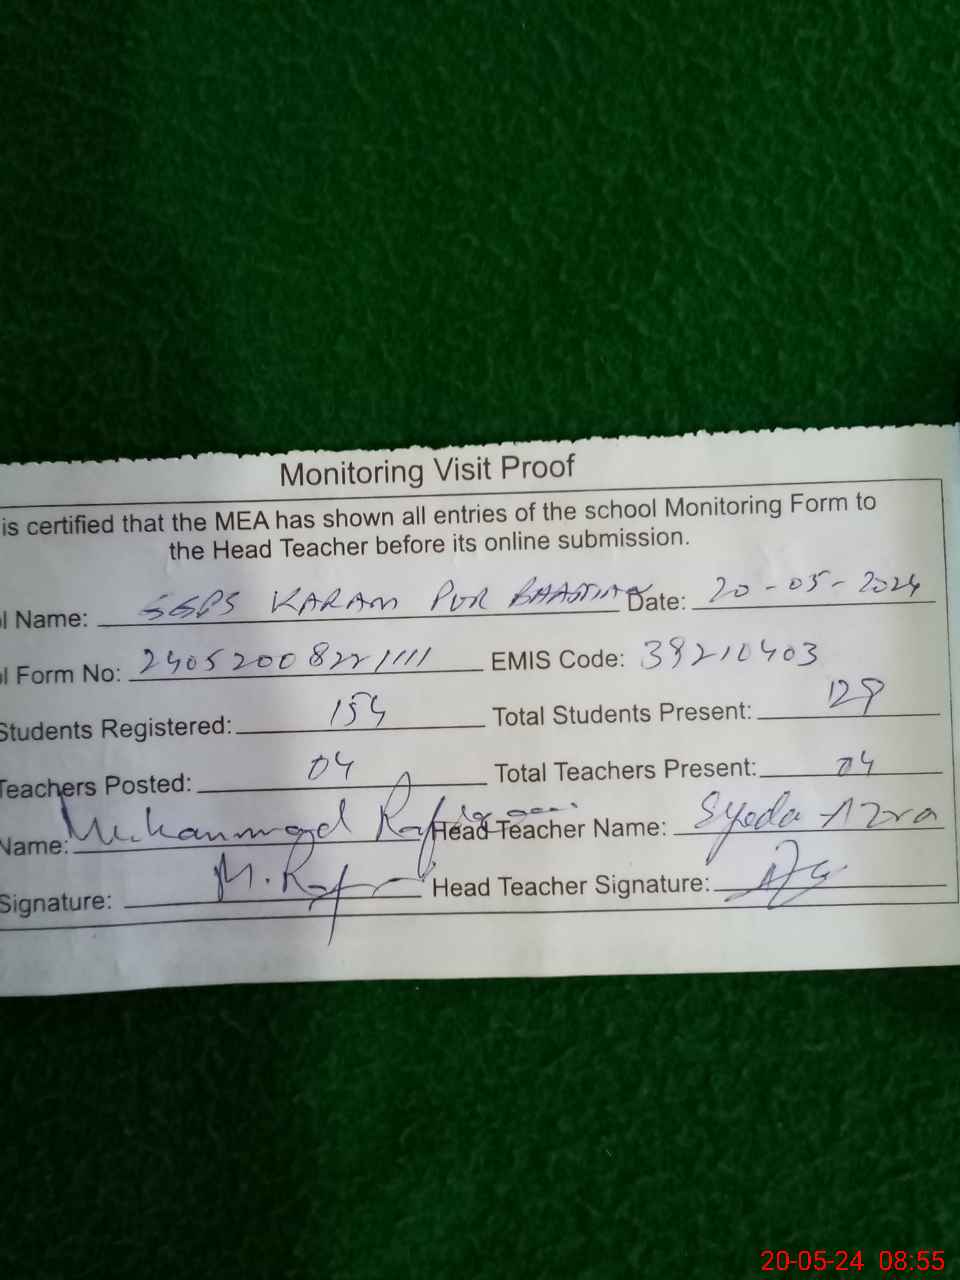 Monitoring Visit Proof
is certified that the MEA has shown all entries of the school Monitoring Form to
the Head Teacher before its online submission.
l Name: GGPS KARAM PUR Date: 20-05-2024
l Form No: 24052008221111 EMIS Code: 38210403
Students Registered: 154 Total Students Present:
Teachers Posted: 04 Total Teachers Present: 04
Name: Muhammad Head Teacher Name: Syeda Azra
Signature: M. Head Teacher Signature:
20-05-24 08:55